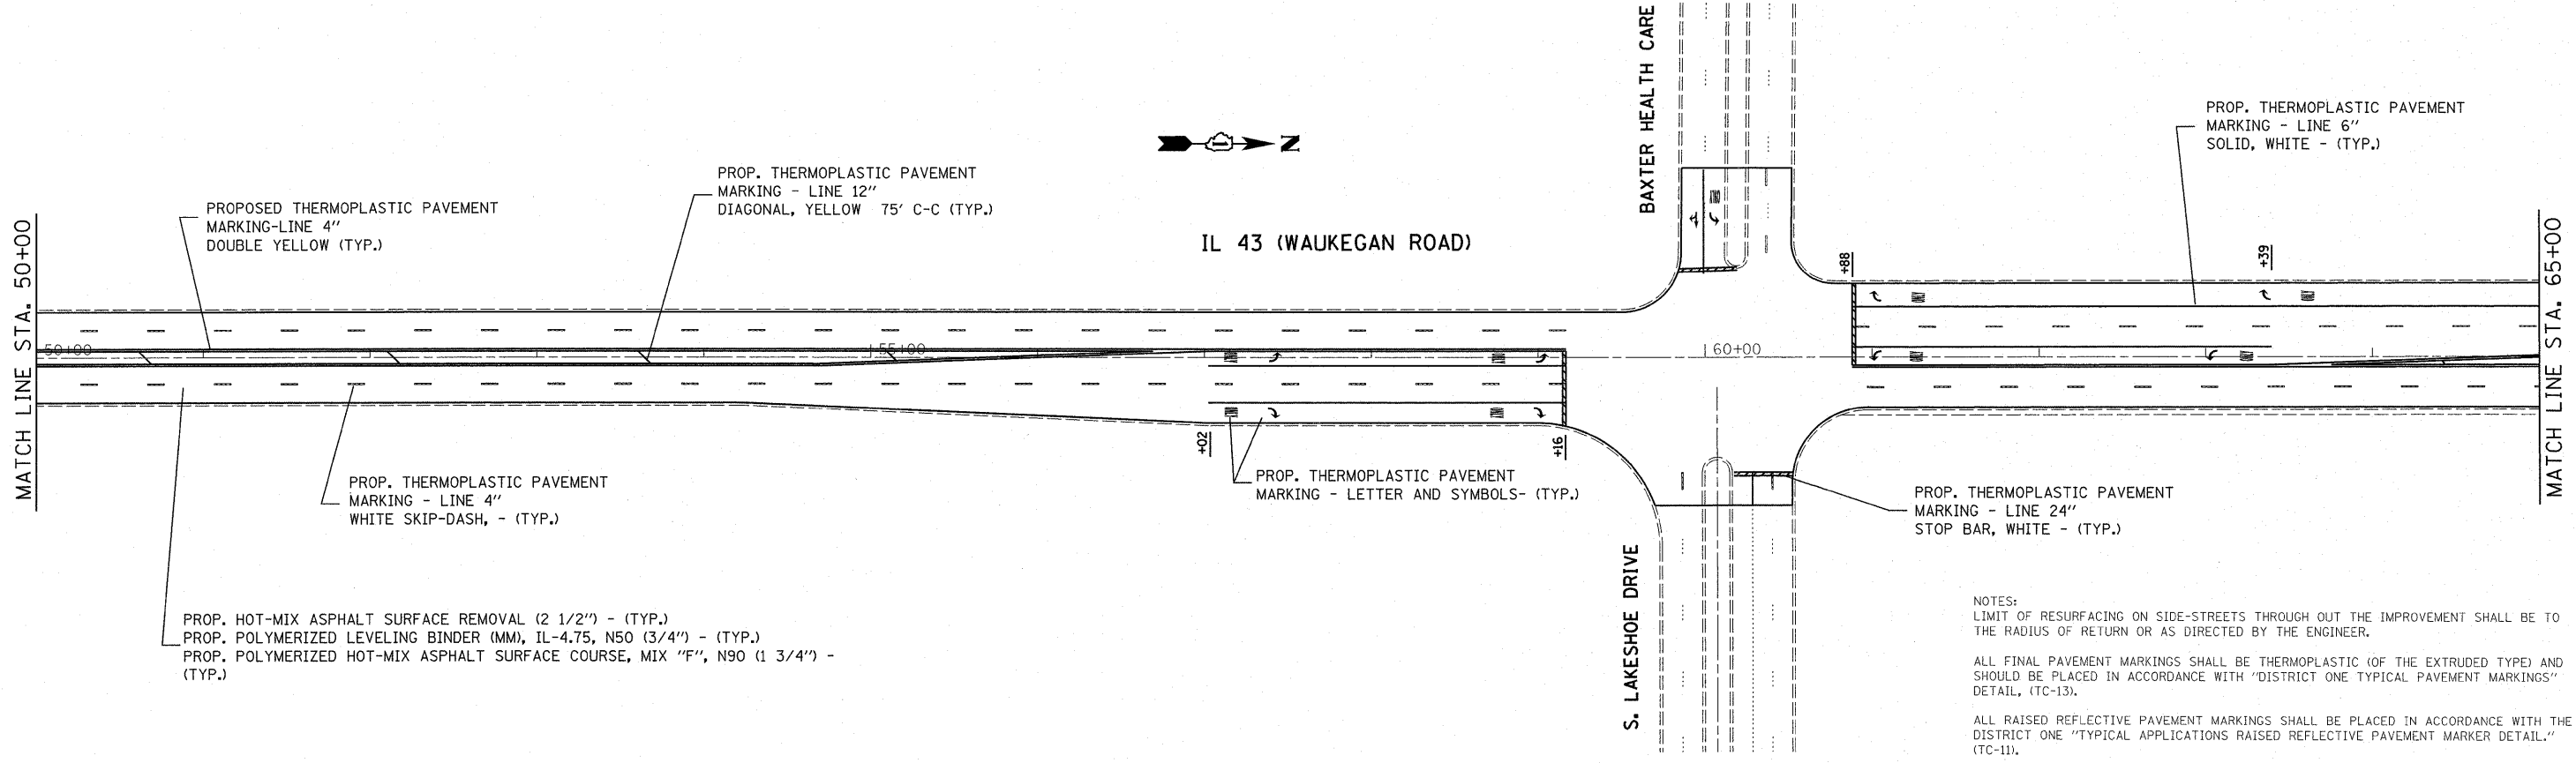 BAXTER HEALTH CARE
PROP. THERMOPLASTIC PAVEMENT
MARKING - LINE 6"
SOLID, WHITE - (TYP.)
1
N
PROP. THERMOPLASTIC PAVEMENT
MARKING - LINE 12"
DIAGONAL, YELLOW 75' C-C (TYP.)
PROPOSED THERMOPLASTIC PAVEMENT
MARKING-LINE 4"
DOUBLE YELLOW (TYP.)
IL 43 (WAUKEGAN ROAD)
MATCH LINE STA. 50+00
MATCH LINE STA. 65+00
+88
+39
50+00
55+00
60+00
+02
+16
PROP. THERMOPLASTIC PAVEMENT
MARKING - LETTER AND SYMBOLS- (TYP.)
PROP. THERMOPLASTIC PAVEMENT
MARKING - LINE 4"
WHITE SKIP-DASH, - (TYP.)
PROP. THERMOPLASTIC PAVEMENT
MARKING - LINE 24"
STOP BAR, WHITE - (TYP.)
S. LAKESHOE DRIVE
PROP. HOT-MIX ASPHALT SURFACE REMOVAL (2 1/2") - (TYP.)
PROP. POLYMERIZED LEVELING BINDER (MM), IL-4.75, N50 (3/4") - (TYP.)
PROP. POLYMERIZED HOT-MIX ASPHALT SURFACE COURSE, MIX "F", N90 (1 3/4") -
(TYP.)
NOTES:
LIMIT OF RESURFACING ON SIDE-STREETS THROUGH OUT THE IMPROVEMENT SHALL BE TO
THE RADIUS OF RETURN OR AS DIRECTED BY THE ENGINEER.
ALL FINAL PAVEMENT MARKINGS SHALL BE THERMOPLASTIC (OF THE EXTRUDED TYPE) AND
SHOULD BE PLACED IN ACCORDANCE WITH "DISTRICT ONE TYPICAL PAVEMENT MARKINGS"
DETAIL, (TC-13).
ALL RAISED REFLECTIVE PAVEMENT MARKINGS SHALL BE PLACED IN ACCORDANCE WITH THE
DISTRICT ONE "TYPICAL APPLICATIONS RAISED REFLECTIVE PAVEMENT MARKER DETAIL."
(TC-11).